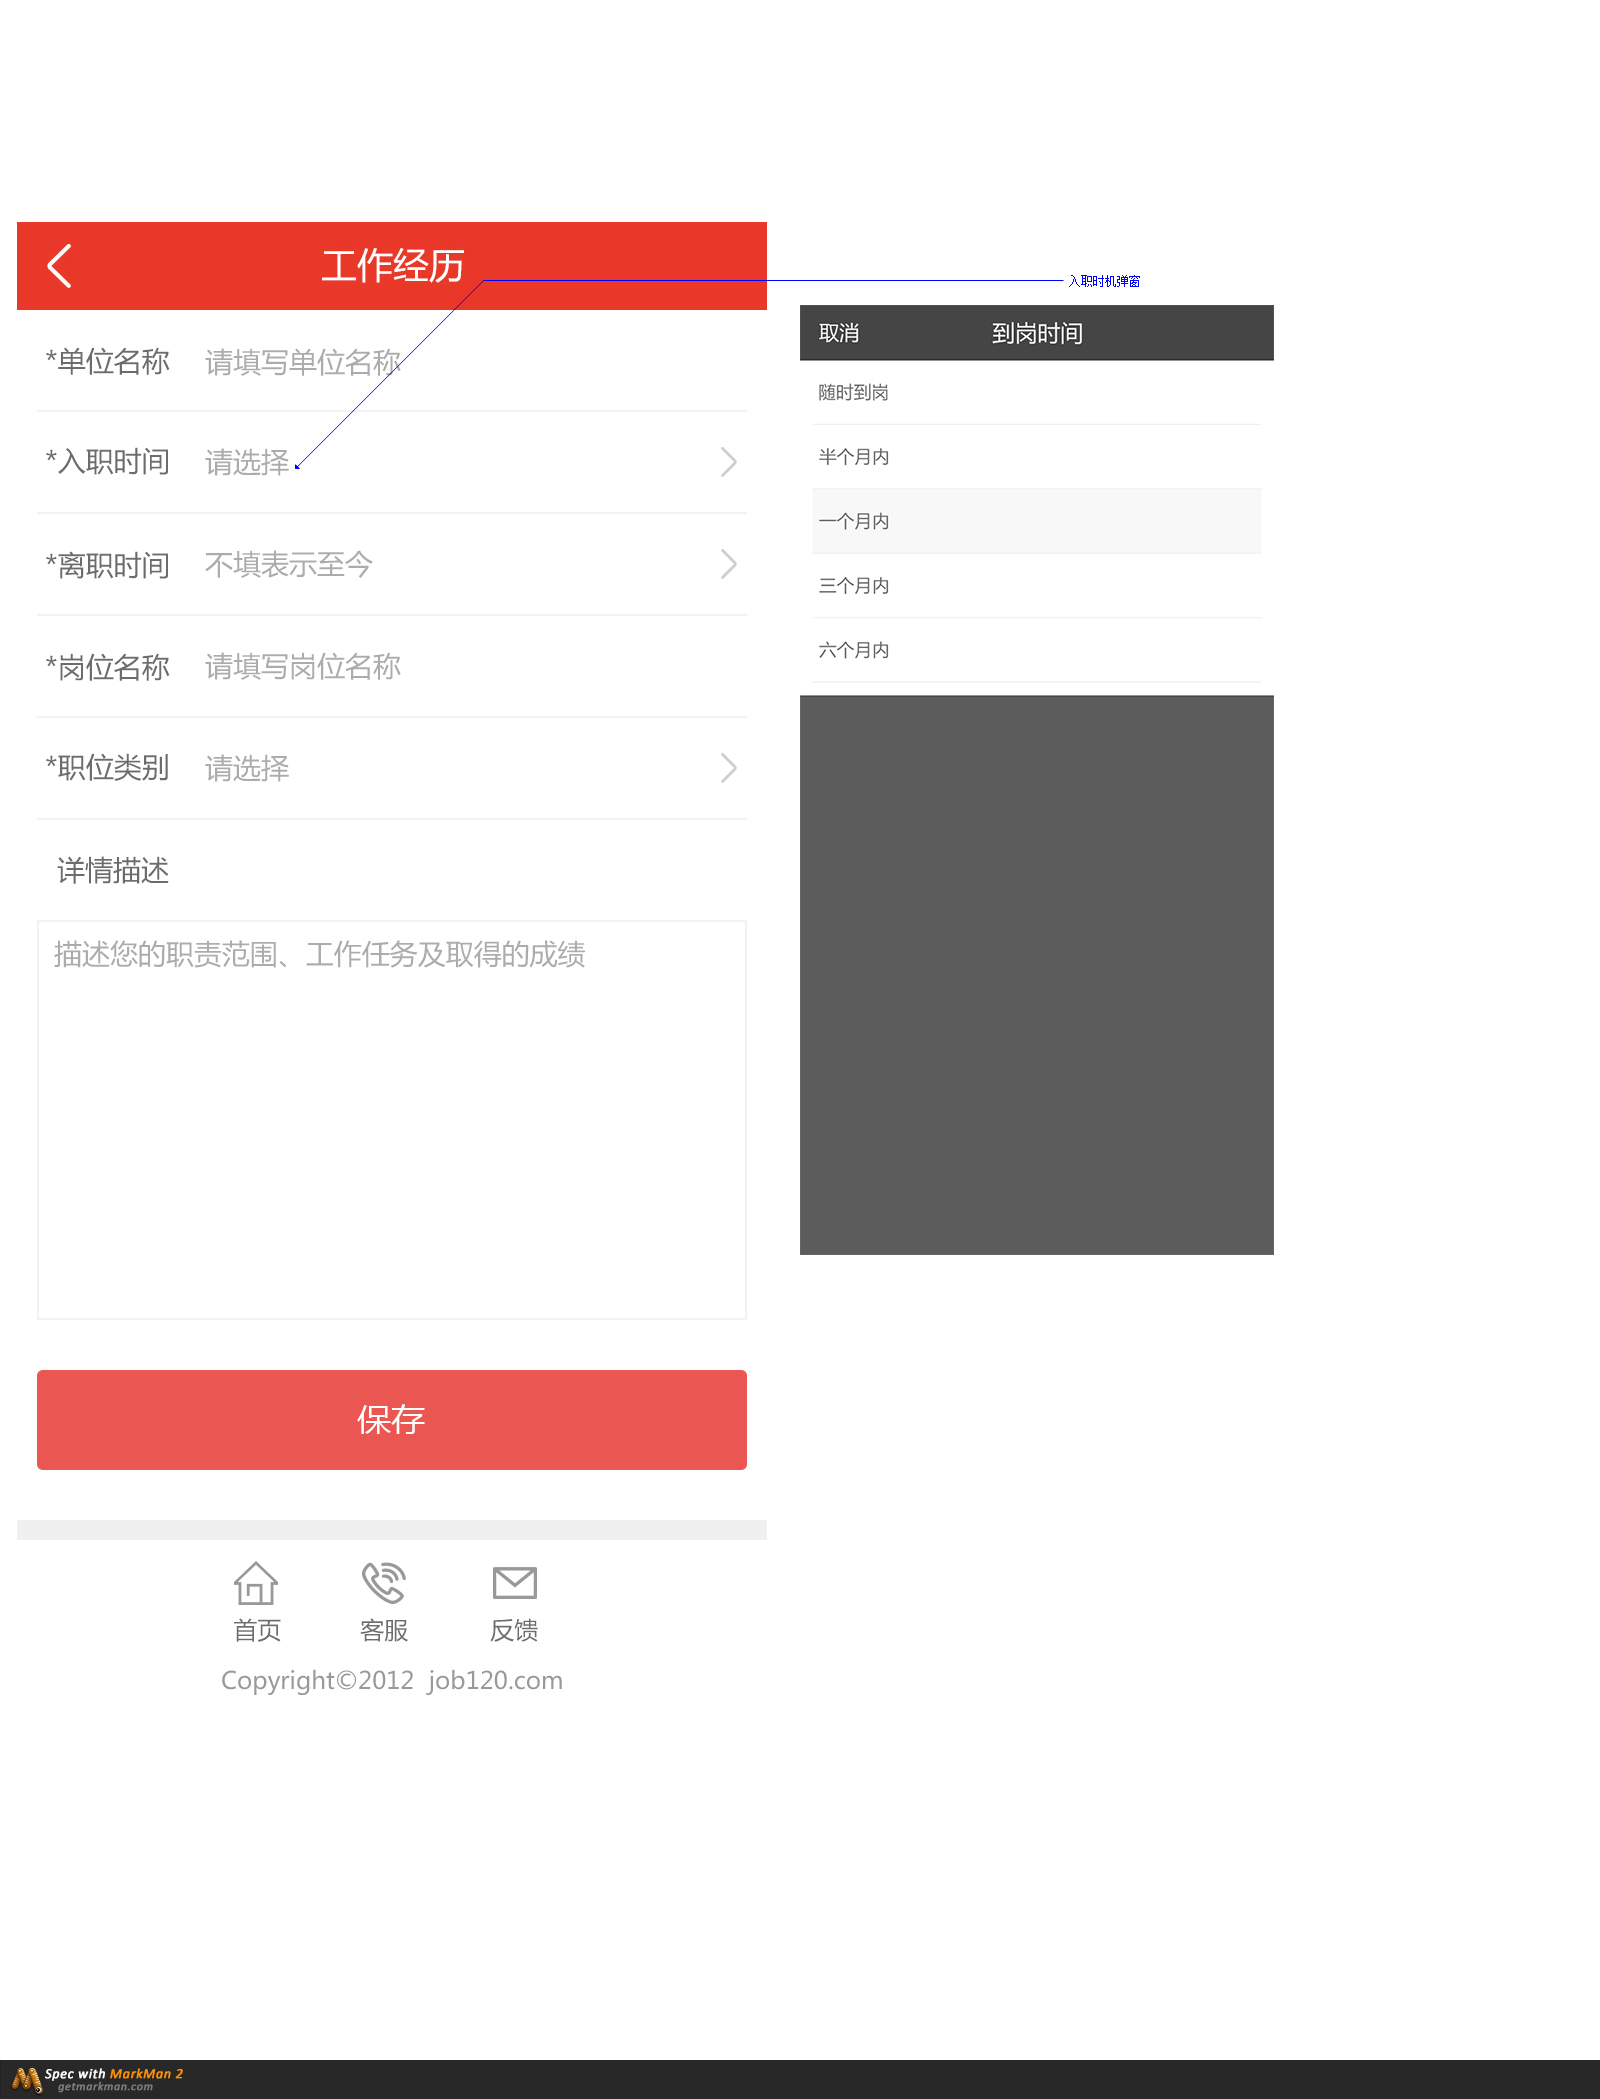 工作经历
*单位名称 请填写单位名称
*入职时间 请选择
*离职时间 不填表示至今
*岗位名称 请填写岗位名称
*职位类别 请选择
详情描述
描述您的职责范围、工作任务及取得的成绩
保存
首页 客服 反馈
Copyright©2012 job120.com
入职时机弹窗
取消 到岗时间
随时到岗
半个月内
一个月内
三个月内
六个月内
Spec with MarkMan 2
getmarkman.com